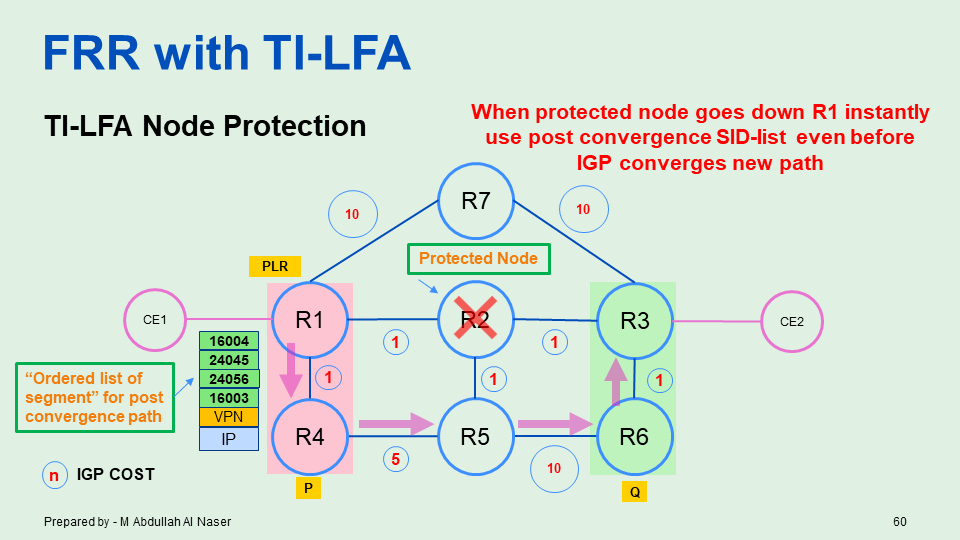 FRR with TI-LFA
TI-LFA Node Protection
When protected node goes down R1 instantly
use post convergence SID-list even before
IGP converges new path
R7
10
10
Protected Node
PLR
CE1
R1
R2
R3
CE2
1
1
16004
24045
24056
16003
VPN
IP
“Ordered list of
segment” for post
convergence path
1
1
1
R4
R5
R6
5
10
P
Q
n
IGP COST
Prepared by - M Abdullah Al Naser
60